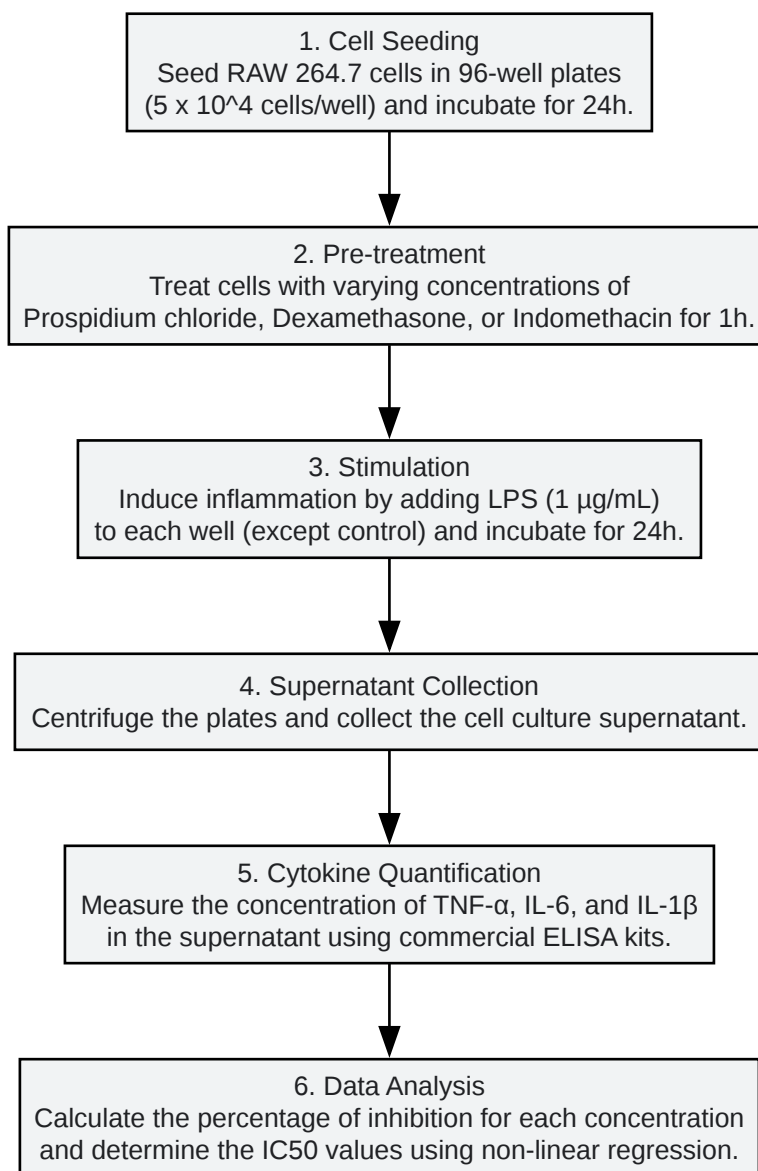 1. Cell Seeding
Seed RAW 264.7 cells in 96-well plates
(5 x 10^4 cells/well) and incubate for 24h.
2. Pre-treatment
Treat cells with varying concentrations of
Prospidium chloride, Dexamethasone, or Indomethacin for 1h.
3. Stimulation
Induce inflammation by adding LPS (1 µg/mL)
to each well (except control) and incubate for 24h.
4. Supernatant Collection
Centrifuge the plates and collect the cell culture supernatant.
5. Cytokine Quantification
Measure the concentration of TNF-α, IL-6, and IL-1β
in the supernatant using commercial ELISA kits.
6. Data Analysis
Calculate the percentage of inhibition for each concentration
and determine the IC50 values using non-linear regression.